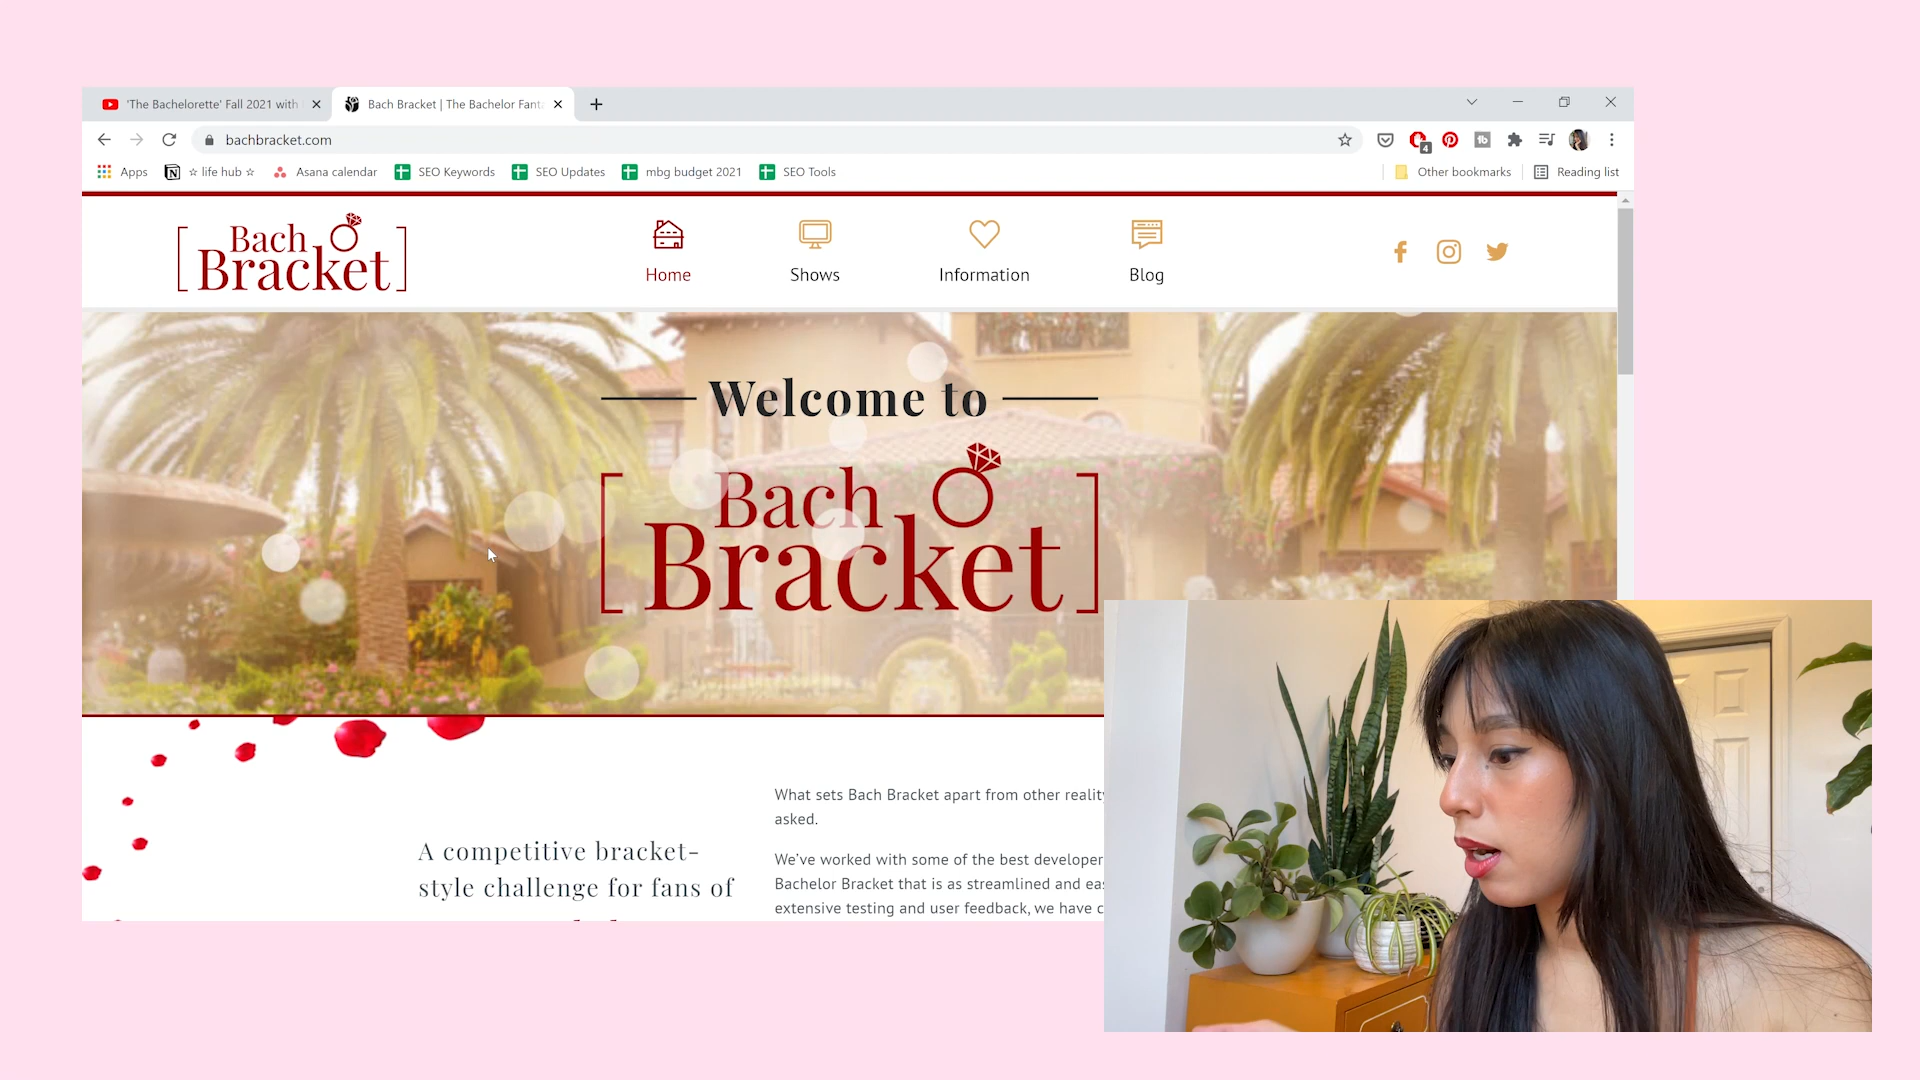 'The Bachelorette' Fall 2021 with
Bach Bracket | The Bachelor Fant
bachbracket.com
4
Apps
☆ life hub ☆
Asana calendar
SEO Keywords
SEO Updates
mbg budget 2021
SEO Tools
Other bookmarks
Reading list
Bach
Bracket
Home
Shows
Information
Blog
Welcome to
Bach
Bracket
A competitive bracket-
style challenge for fans of
What sets Bach Bracket apart from other reality
asked.
We've worked with some of the best developer
Bachelor Bracket that is as streamlined and eas
extensive testing and user feedback, we have c